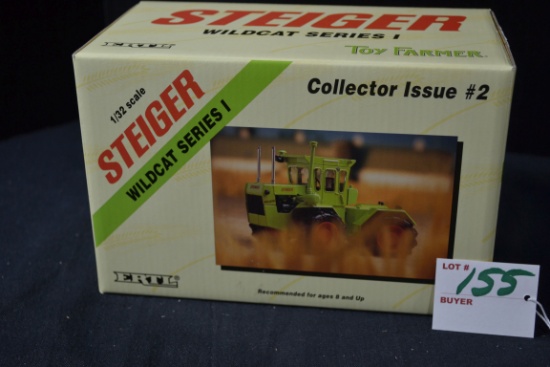 STEIGER
WILDCAT SERIES I
ERTL
TOY FARMER
1/32 scale
STEIGER
WILDCAT SERIES I
Collector Issue #2
ERTL®
Recommended for ages 8 and Up
LOT # 155
BUYER